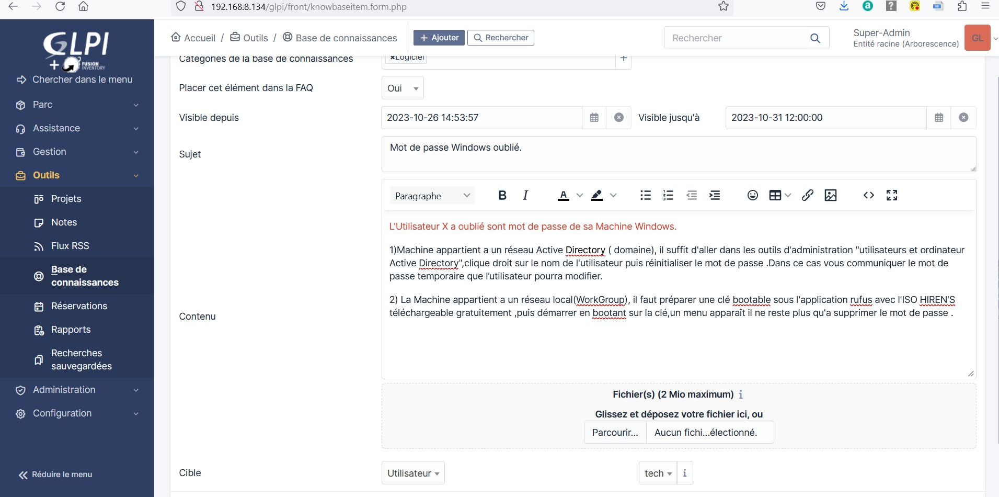 192.168.8.134/glpi/front/knowbaseitem.form.php
GLPI
+ FUSION INVENTORY
Chercher dans le menu
Parc
Assistance
Gestion
Outils
Projets
Notes
Flux RSS
Base de
connaissances
Réservations
Rapports
Recherches
sauvegardées
Administration
Configuration
Réduire le menu
Accueil / Outils / Base de connaissances
+ Ajouter
Rechercher
Rechercher
Super-Admin
Entité racine (Arborescence)
GL
Catégories de la base de connaissances
×Logiciel
+
Placer cet élément dans la FAQ
Oui
Visible depuis
2023-10-26 14:53:57
Visible jusqu'à
2023-10-31 12:00:00
Sujet
Mot de passe Windows oublié.
Paragraphe
B I A
Contenu
L'Utilisateur X a oublié sont mot de passe de sa Machine Windows.
1)Machine appartient a un réseau Active Directory ( domaine), il suffit d'aller dans les outils d'administration "utilisateurs et ordinateur
Active Directory",clique droit sur le nom de l'utilisateur puis réinitialiser le mot de passe .Dans ce cas vous communiquer le mot de
passe temporaire que l’utilisateur pourra modifier.
2) La Machine appartient a un réseau local(WorkGroup), il faut préparer une clé bootable sous l'application rufus avec l'ISO HIREN'S
téléchargeable gratuitement ,puis démarrer en bootant sur la clé,un menu apparaît il ne reste plus qu'a supprimer le mot de passe .
Fichier(s) (2 Mio maximum) i
Glissez et déposez votre fichier ici, ou
Parcourir... Aucun fichi...électionné.
Cible
Utilisateur
tech
i